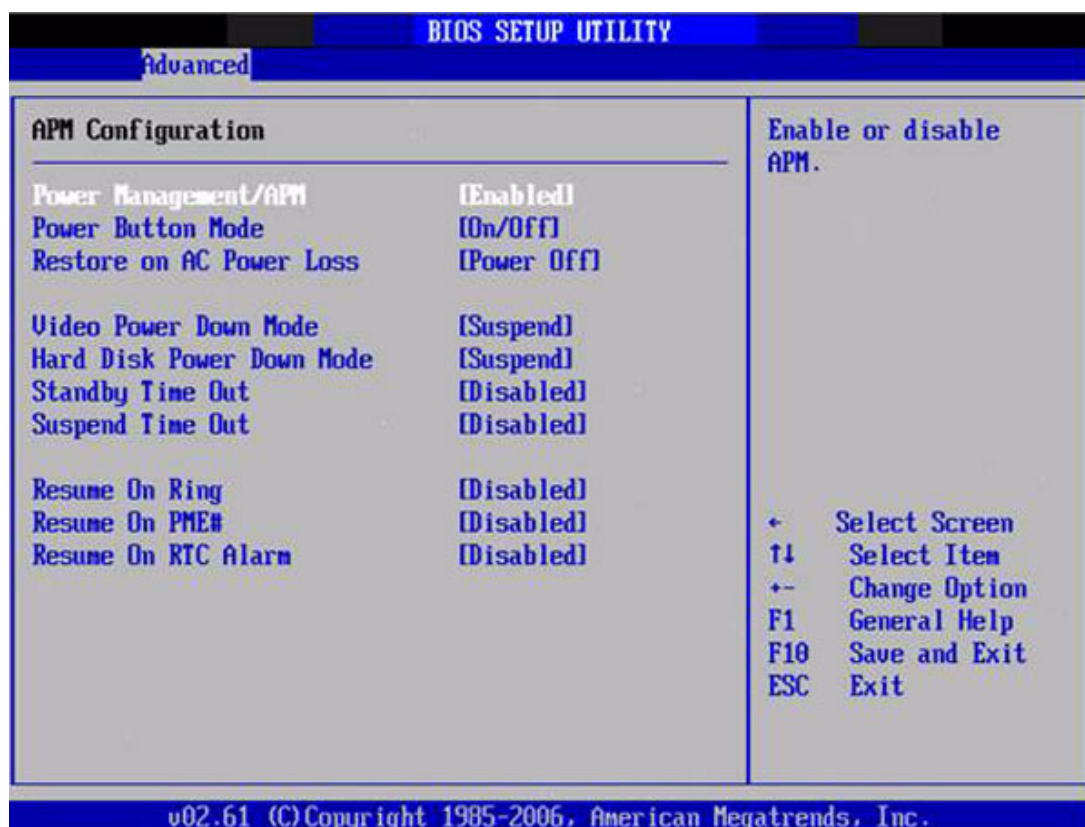 BIOS SETUP UTILITY
Advanced
APM Configuration
Power Management/APM [Enabled]
Power Button Mode [On/Off]
Restore on AC Power Loss [Power Off]
Video Power Down Mode [Suspend]
Hard Disk Power Down Mode [Suspend]
Standby Time Out [Disabled]
Suspend Time Out [Disabled]
Resume On Ring [Disabled]
Resume On PME# [Disabled]
Resume On RTC Alarm [Disabled]
Enable or disable
APM.
← Select Screen
↑↓ Select Item
+- Change Option
F1 General Help
F10 Save and Exit
ESC Exit
v02.61 (C)Copyright 1985-2006, American Megatrends, Inc.